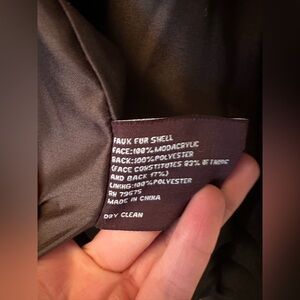 FAUX FUR SHELL
FACE:100% MODACRYLIC
BACK:100% POLYESTER
(FACE CONSTITUTES 83% OF FABRIC
AND BACK 17%)
LINING:100% POLYESTER
RN 79575
MADE IN CHINA
DRY CLEAN